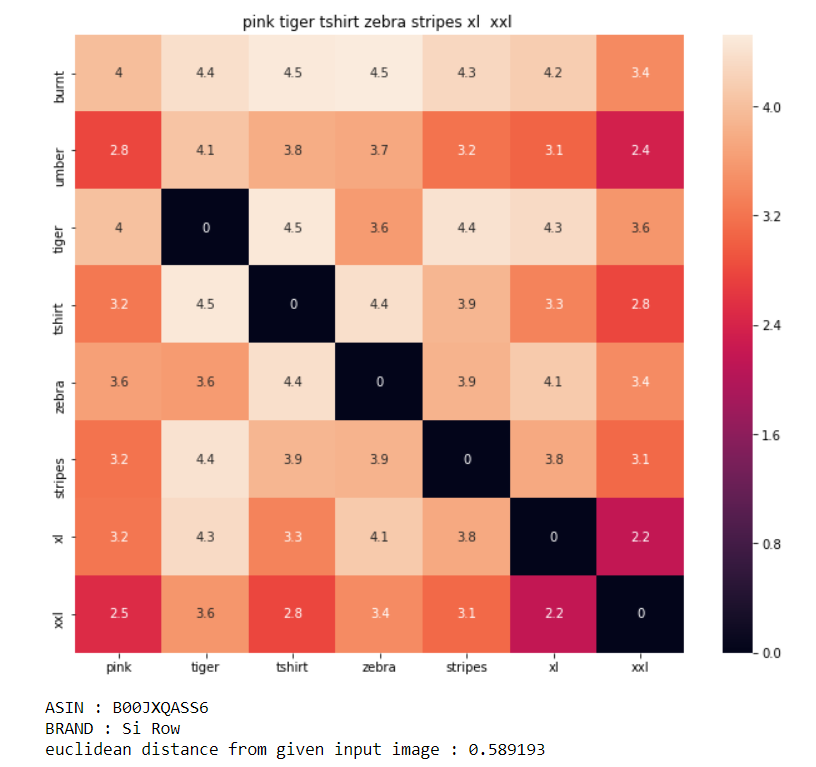 pink tiger tshirt zebra stripes xl  xxl
burnt 4 4.4 4.5 4.5 4.3 4.2 3.4
umber 2.8 4.1 3.8 3.7 3.2 3.1 2.4
tiger 4 0 4.5 3.6 4.4 4.3 3.6
tshirt 3.2 4.5 0 4.4 3.9 3.3 2.8
zebra 3.6 3.6 4.4 0 3.9 4.1 3.4
stripes 3.2 4.4 3.9 3.9 0 3.8 3.1
xl 3.2 4.3 3.3 4.1 3.8 0 2.2
xxl 2.5 3.6 2.8 3.4 3.1 2.2 0
pink tiger tshirt zebra stripes xl xxl
4.0
3.2
2.4
1.6
0.8
0.0
ASIN : B00JXQASS6
BRAND : Si Row
euclidean distance from given input image : 0.589193